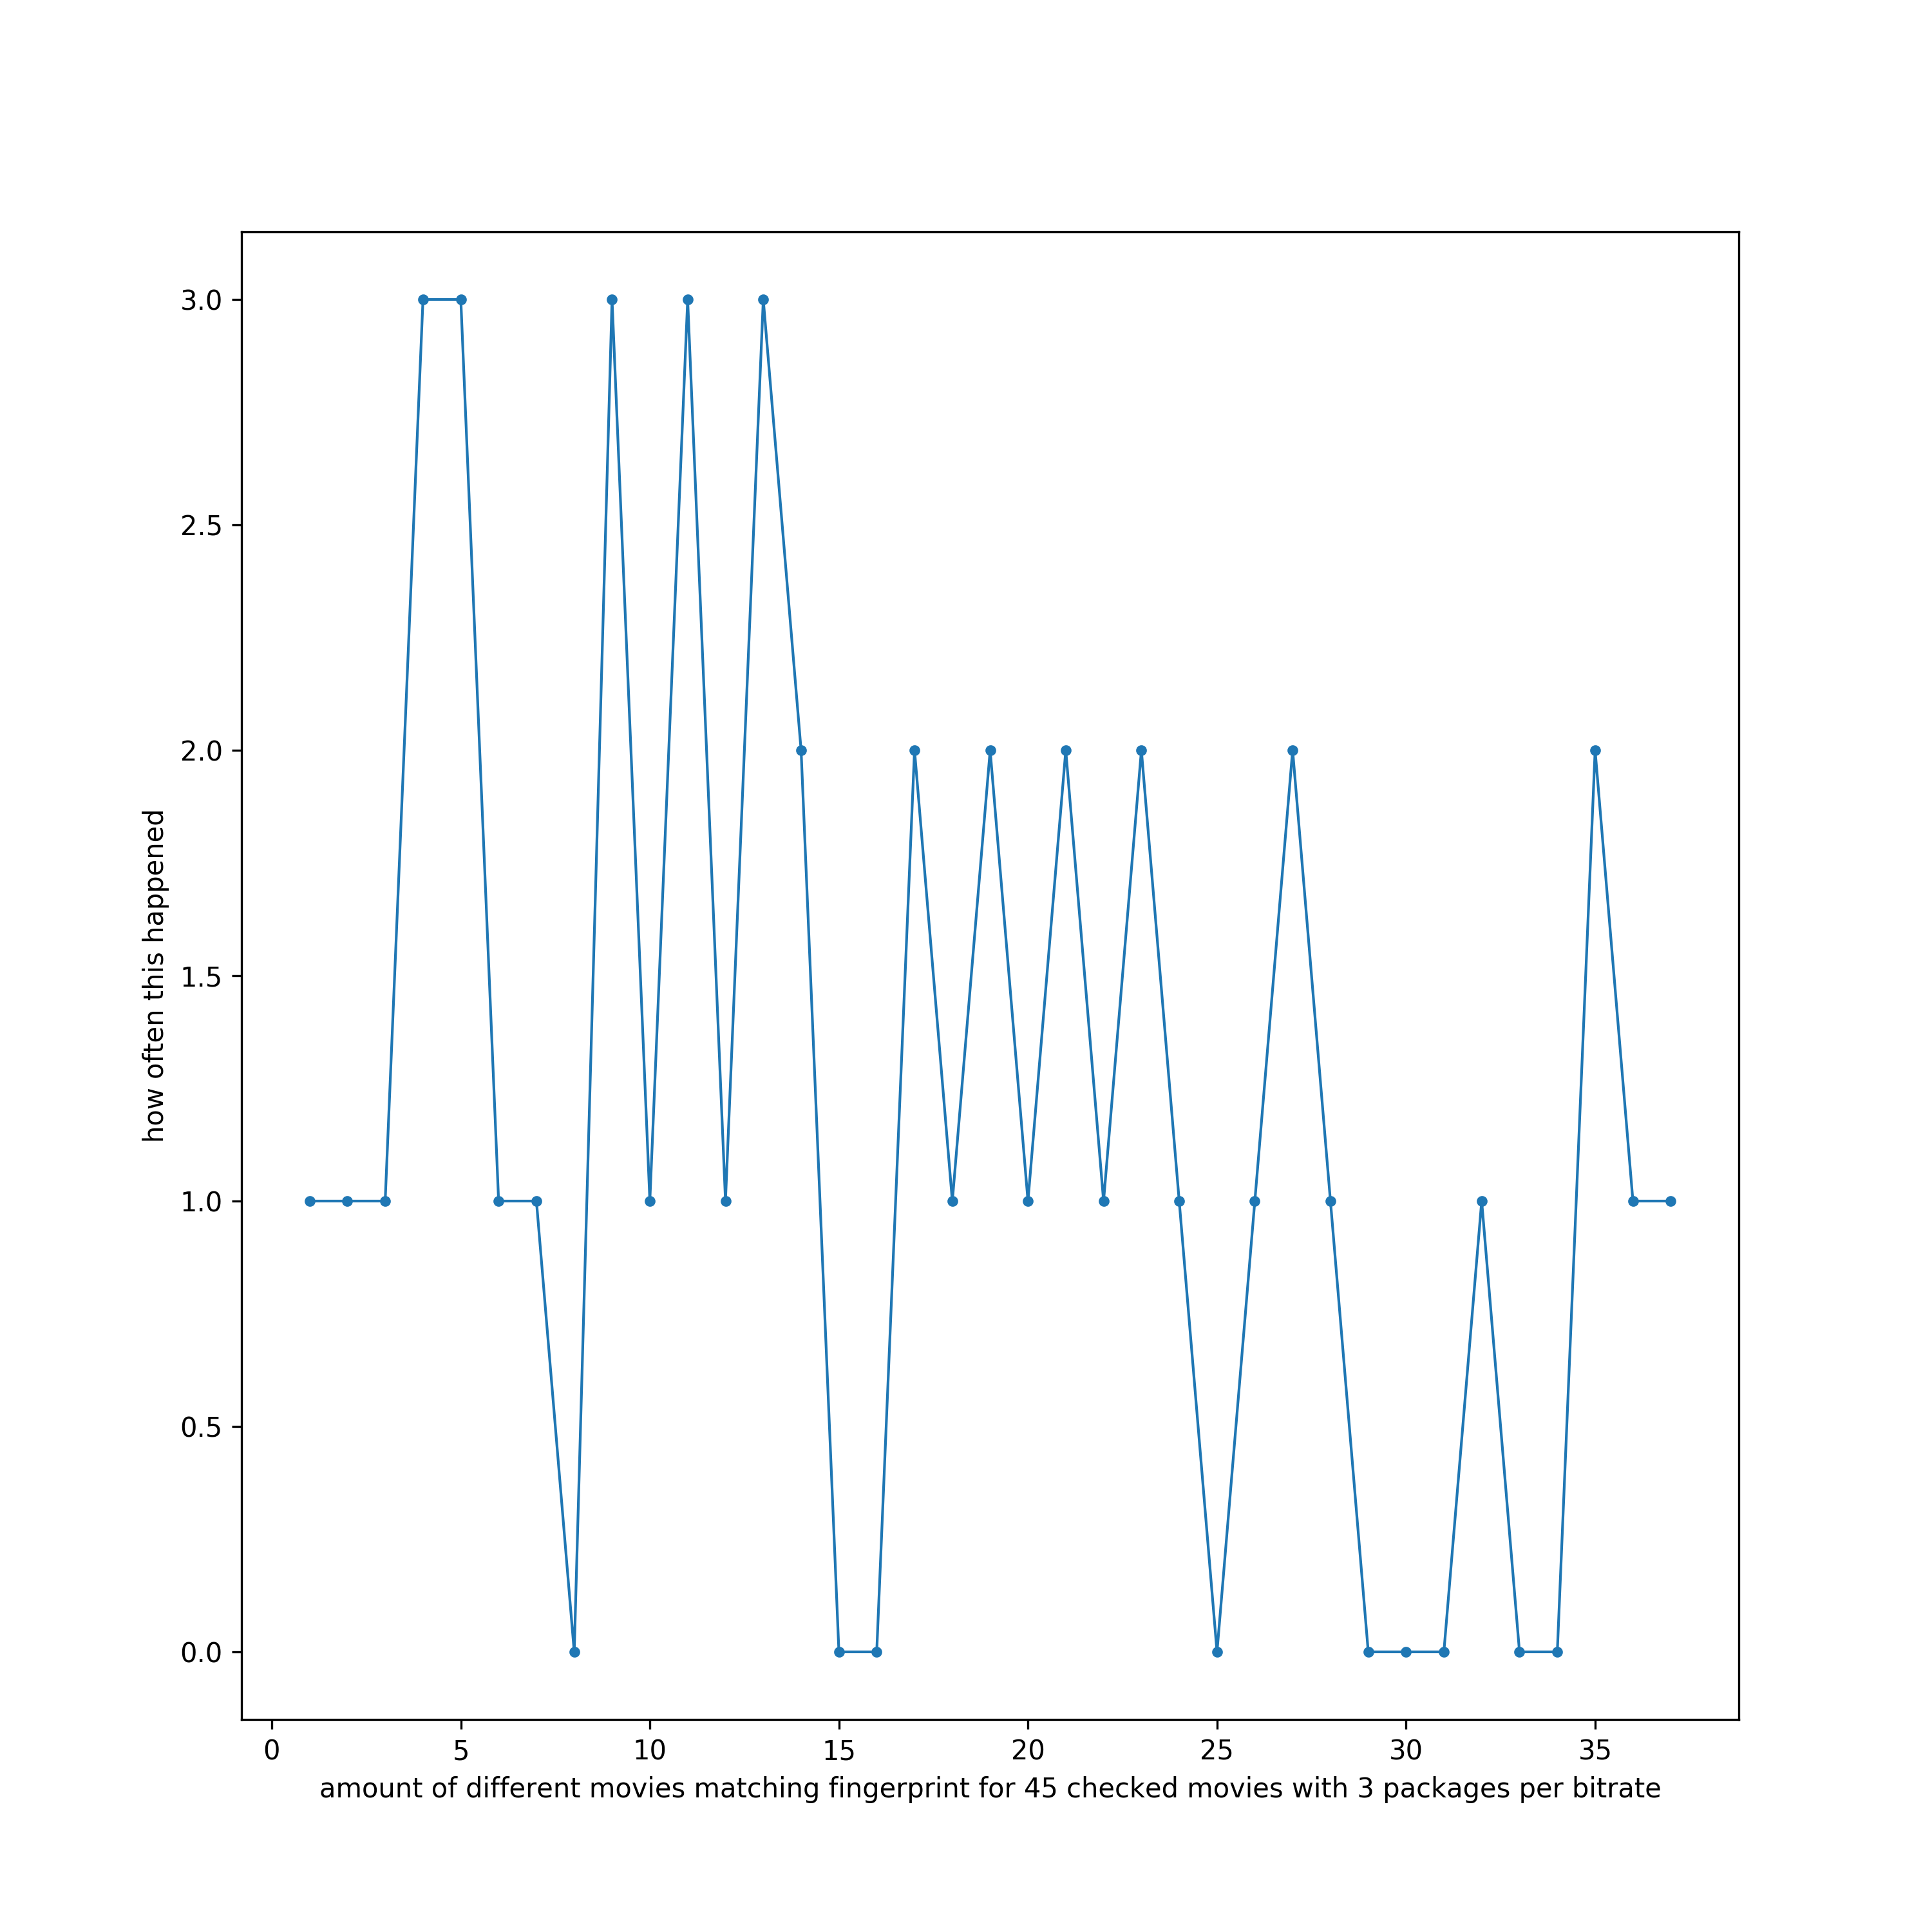 3.0
2.5
2.0
1.5
1.0
0.5
0.0
how often this happened
0 5 10 15 20 25 30 35
amount of different movies matching fingerprint for 45 checked movies with 3 packages per bitrate